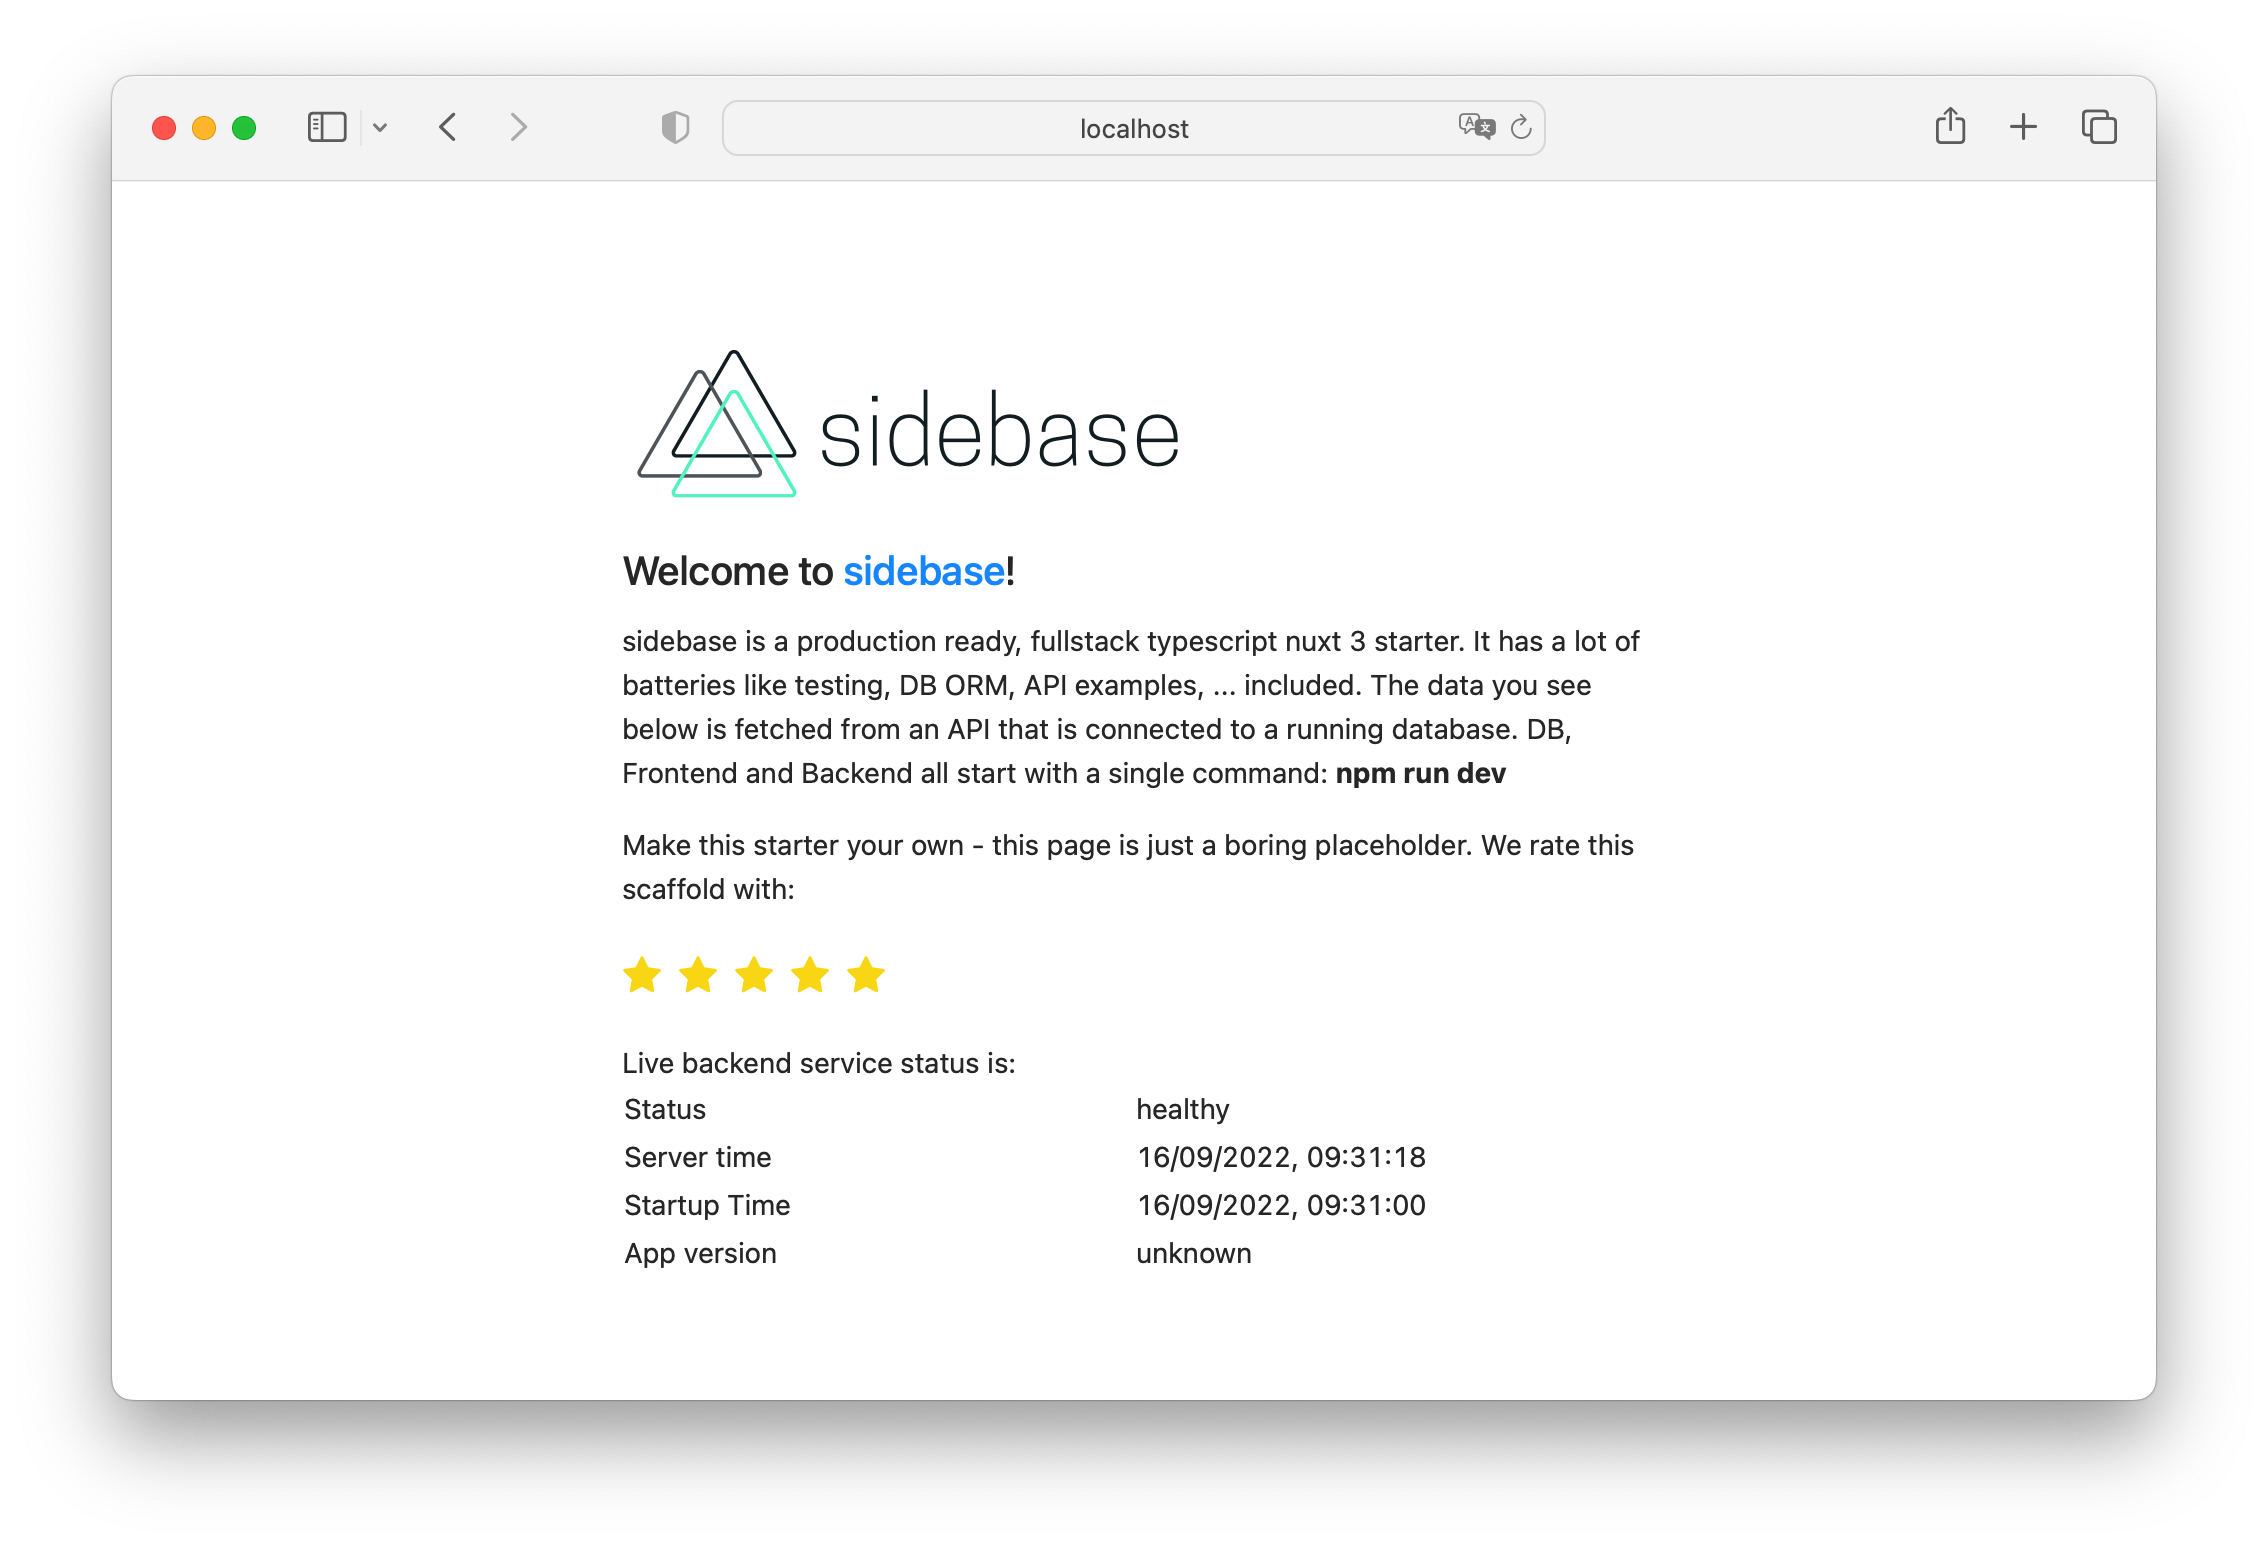 localhost
sidebase
Welcome to sidebase!
sidebase is a production ready, fullstack typescript nuxt 3 starter. It has a lot of
batteries like testing, DB ORM, API examples, ... included. The data you see
below is fetched from an API that is connected to a running database. DB,
Frontend and Backend all start with a single command: npm run dev
Make this starter your own - this page is just a boring placeholder. We rate this
scaffold with:
Live backend service status is:
Status healthy
Server time 16/09/2022, 09:31:18
Startup Time 16/09/2022, 09:31:00
App version unknown